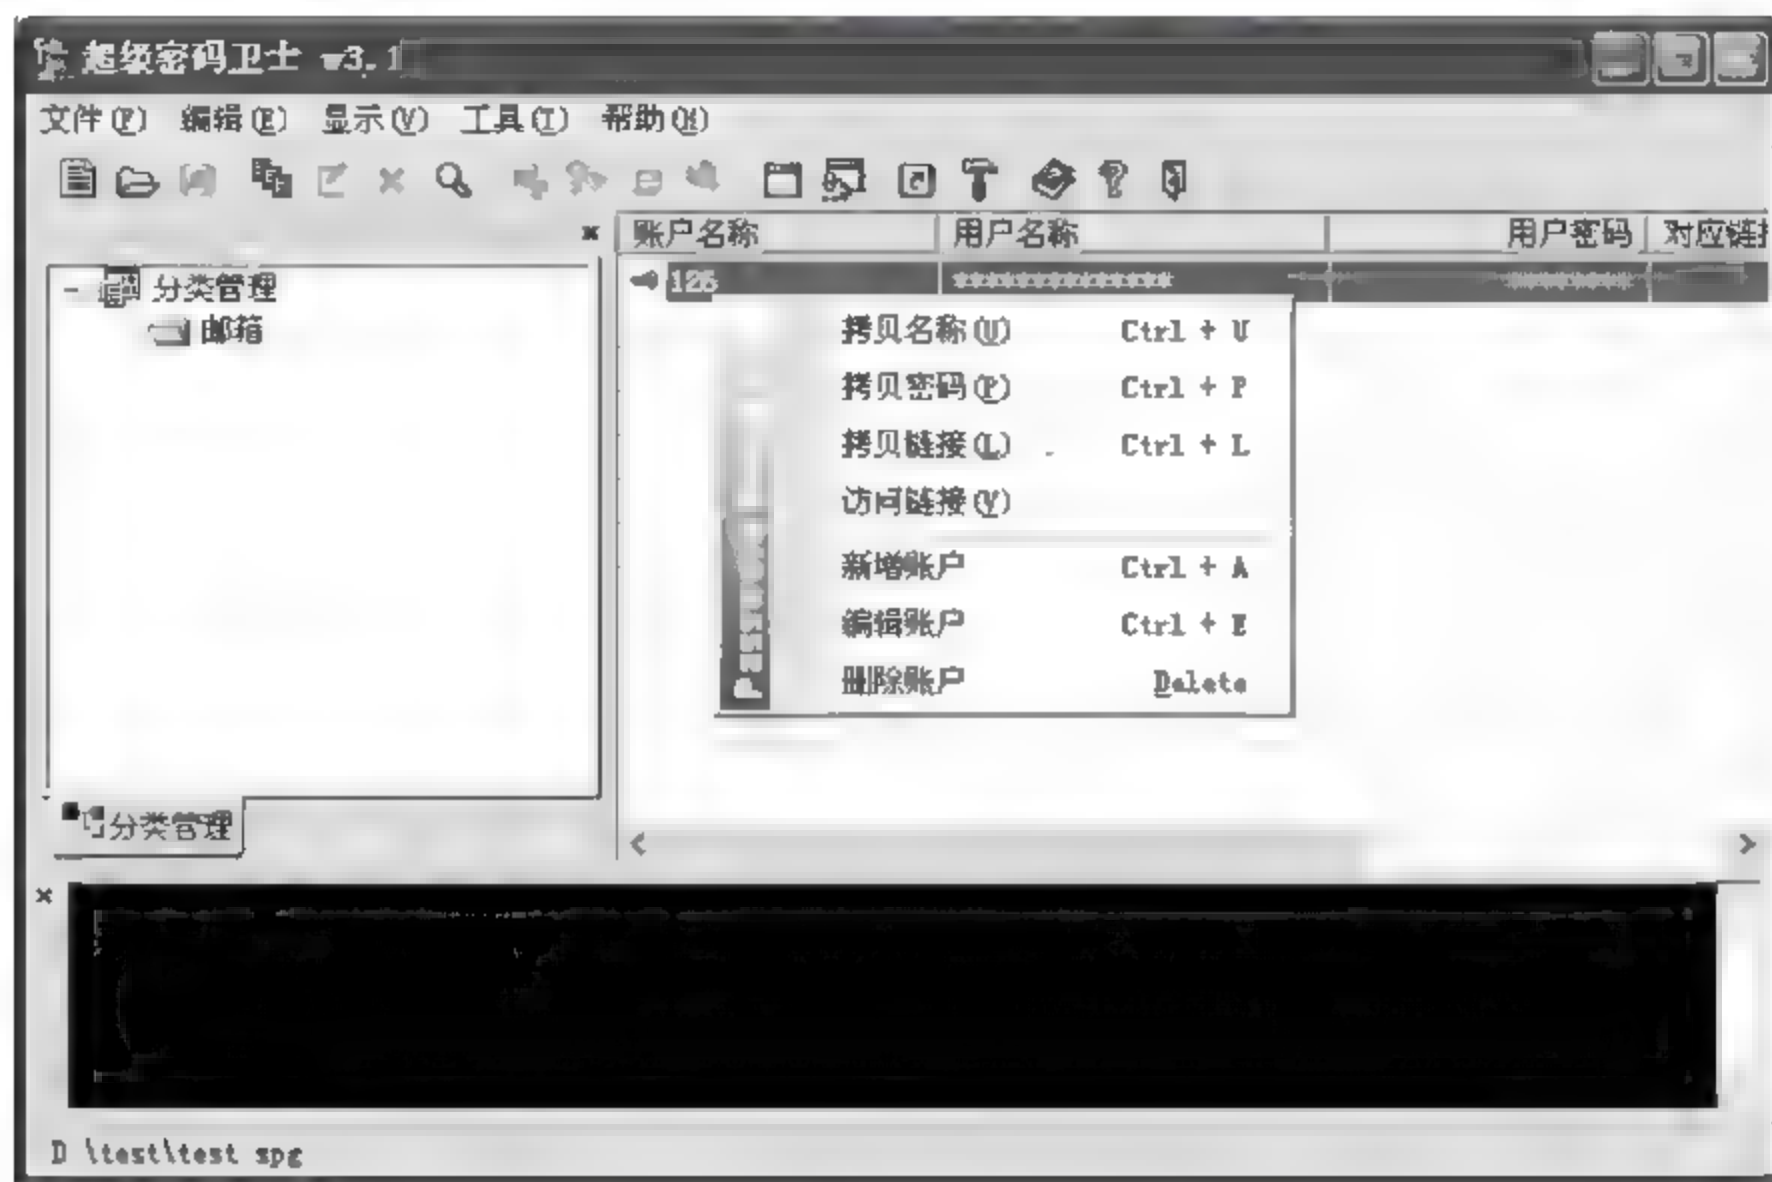 超级密码卫士 v3.1
文件(F) 编辑(E) 显示(V) 工具(T) 帮助(H)
账户名称 用户名称 用户密码 对应链接
分类管理
邮箱
126 ***************
拷贝名称(U) Ctrl + U
拷贝密码(P) Ctrl + P
拷贝链接(L) Ctrl + L
访问链接(V)
新增账户 Ctrl + A
编辑账户 Ctrl + E
删除账户 Delete
分类管理
D \test\test spg